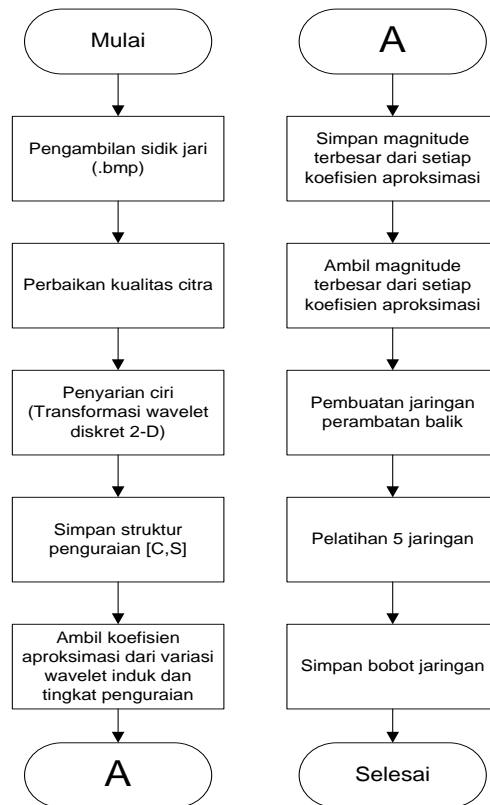 Mulai
Pengambilan sidik jari
(.bmp)
Perbaikan kualitas citra
Penyarian ciri
(Transformasi wavelet
diskret 2-D)
Simpan struktur
penguraian [C,S]
Ambil koefisien
aproksimasi dari variasi
wavelet induk dan
tingkat penguraian
A
A
Simpan magnitude
terbesar dari setiap
koefisien aproksimasi
Ambil magnitude
terbesar dari setiap
koefisien aproksimasi
Pembuatan jaringan
perambatan balik
Pelatihan 5 jaringan
Simpan bobot jaringan
Selesai